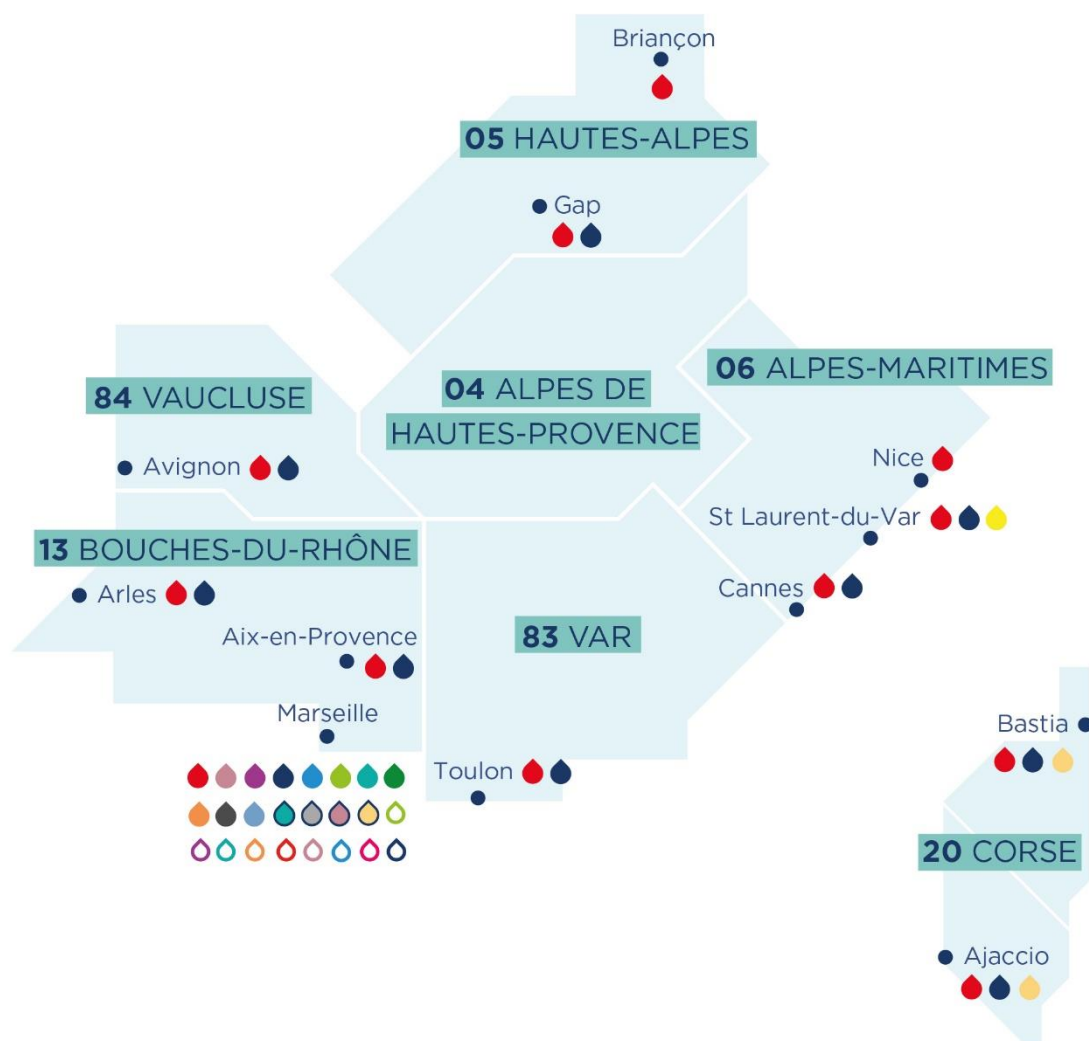 Briançon
05 HAUTES-ALPES
Gap
84 VAUCLUSE
04 ALPES DE
HAUTES-PROVENCE
06 ALPES-MARITIMES
Avignon
Nice
St Laurent-du-Var
13 BOUCHES-DU-RHÔNE
Arles
Cannes
Aix-en-Provence
83 VAR
Marseille
Bastia
Toulon
20 CORSE
Ajaccio